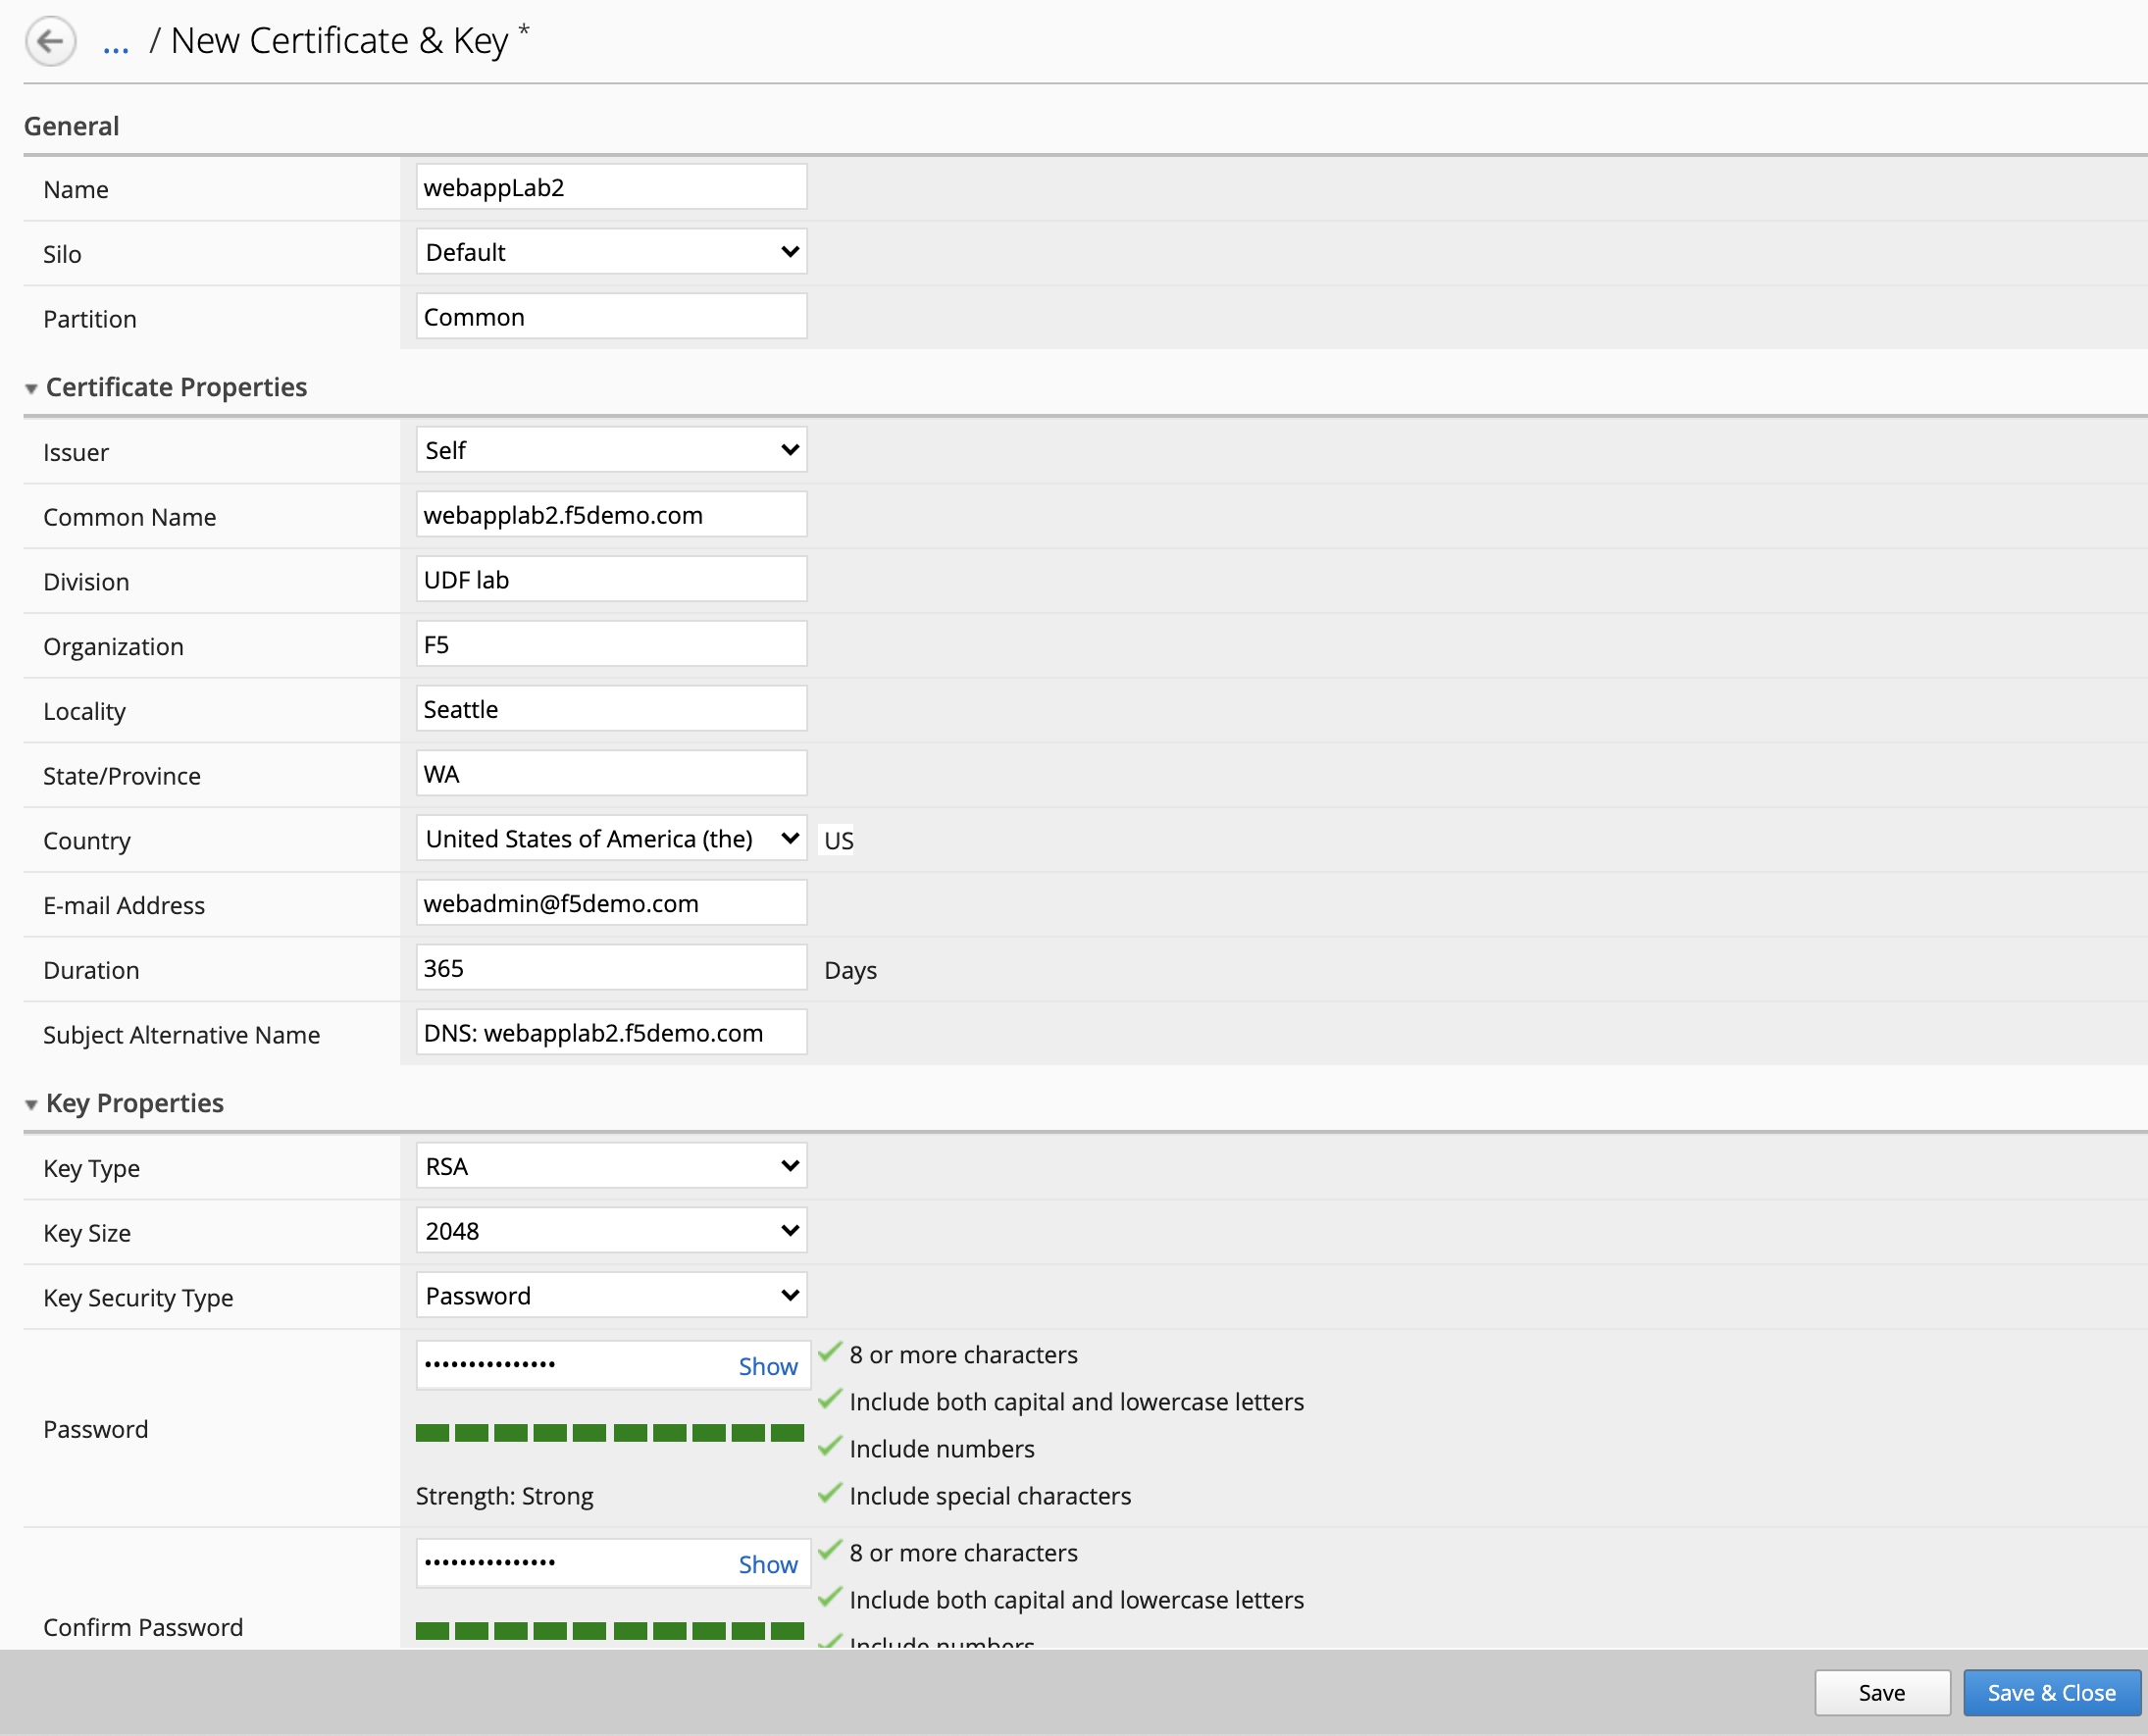 ... / New Certificate & Key *
General
Name webappLab2
Silo Default
Partition Common
Certificate Properties
Issuer Self
Common Name webapplab2.f5demo.com
Division UDF lab
Organization F5
Locality Seattle
State/Province WA
Country United States of America (the) US
E-mail Address webadmin@f5demo.com
Duration 365 Days
Subject Alternative Name DNS: webapplab2.f5demo.com
Key Properties
Key Type RSA
Key Size 2048
Key Security Type Password
Password ••••••••••••••• Show
8 or more characters
Include both capital and lowercase letters
Include numbers
Strength: Strong
Include special characters
Confirm Password ••••••••••••••• Show
8 or more characters
Include both capital and lowercase letters
Include numbers
Save Save & Close